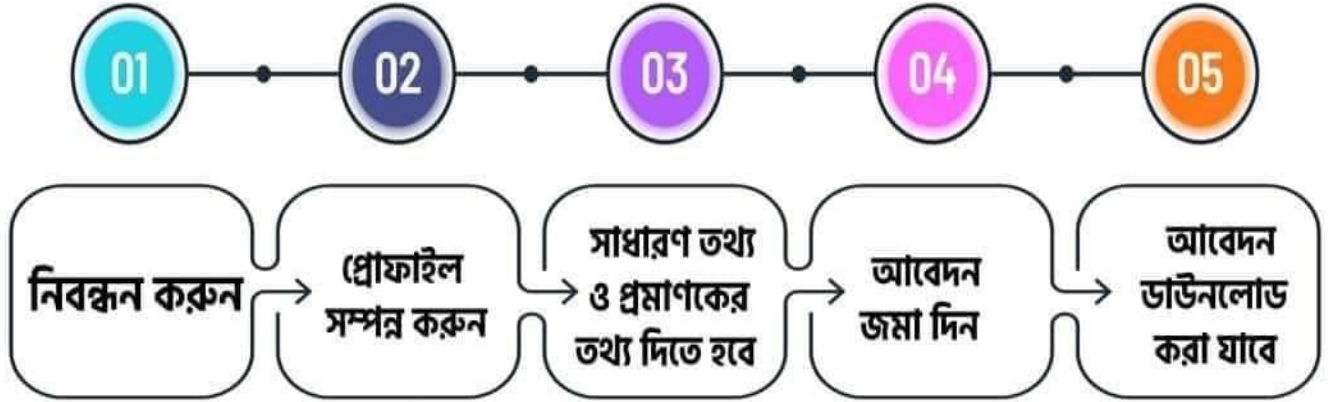 01
02
03
04
05
নিবন্ধন করুন
প্রোফাইল
সম্পন্ন করুন
সাধারণ তথ্য
ও প্রমাণকের
তথ্য দিতে হবে
আবেদন
জমা দিন
আবেদন
ডাউনলোড
করা যাবে